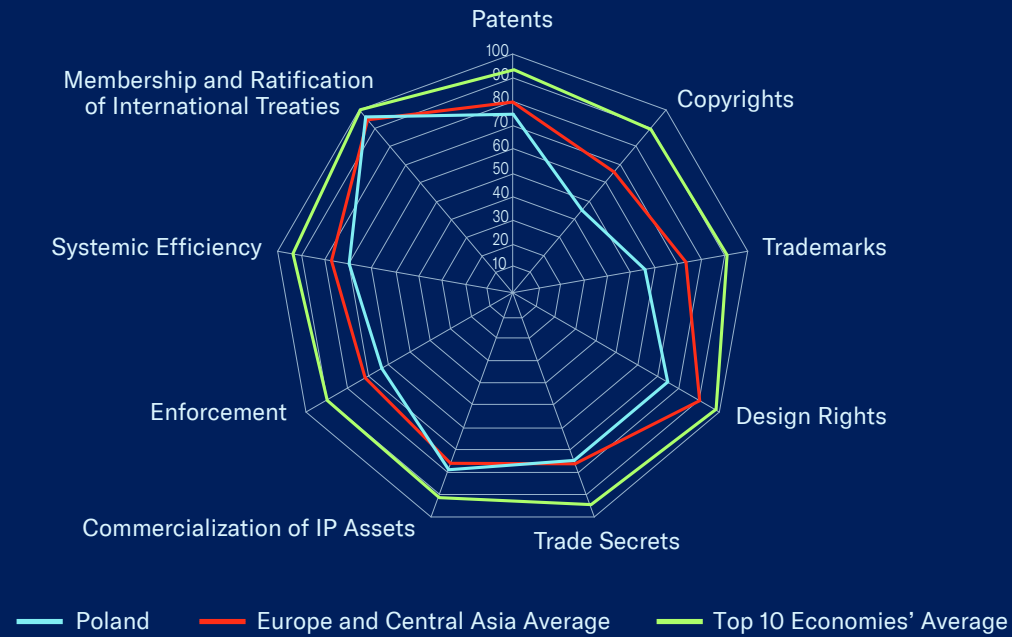 Patents
Copyrights
Trademarks
Design Rights
Trade Secrets
Commercialization of IP Assets
Enforcement
Systemic Efficiency
Membership and Ratification
of International Treaties
100
90
80
70
60
50
40
30
20
10
Poland
Europe and Central Asia Average
Top 10 Economies’ Average